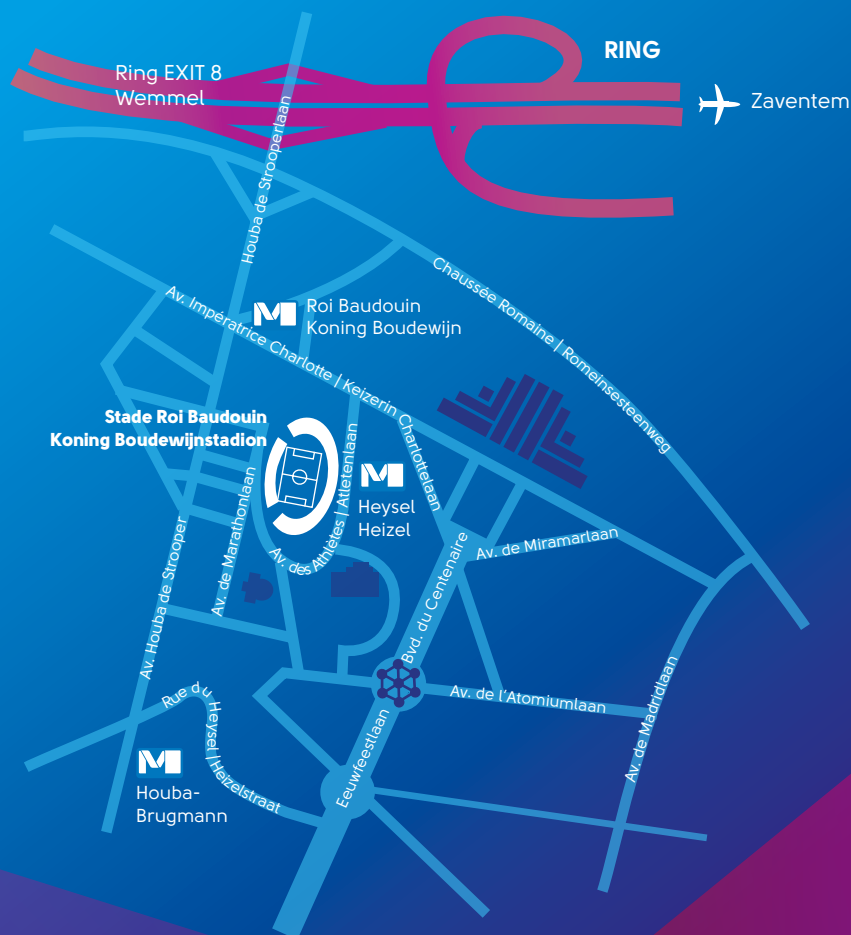 RING
Ring EXIT 8
Wemmel
Zaventem
Houba de Strooperlaan
Chaussée Romaine | Romeinsesteenweg
Av. Impératrice Charlotte | Keizerin Charlottelaan
M
Roi Baudouin
Koning Boudewijn
Stade Roi Baudouin
Koning Boudewijnstadion
M
Heysel
Heizel
Av. des Athlètes | Atletenlaan
Av. de Marathonlaan
Av. Houba de Strooper
Av. de Miramarlaan
Bvd. du Centenaire
Eeuwfeestlaan
Av. de l'Atomiumlaan
Av. de Madridlaan
Rue du Heysel | Heizelstraat
M
Houba-
Brugmann